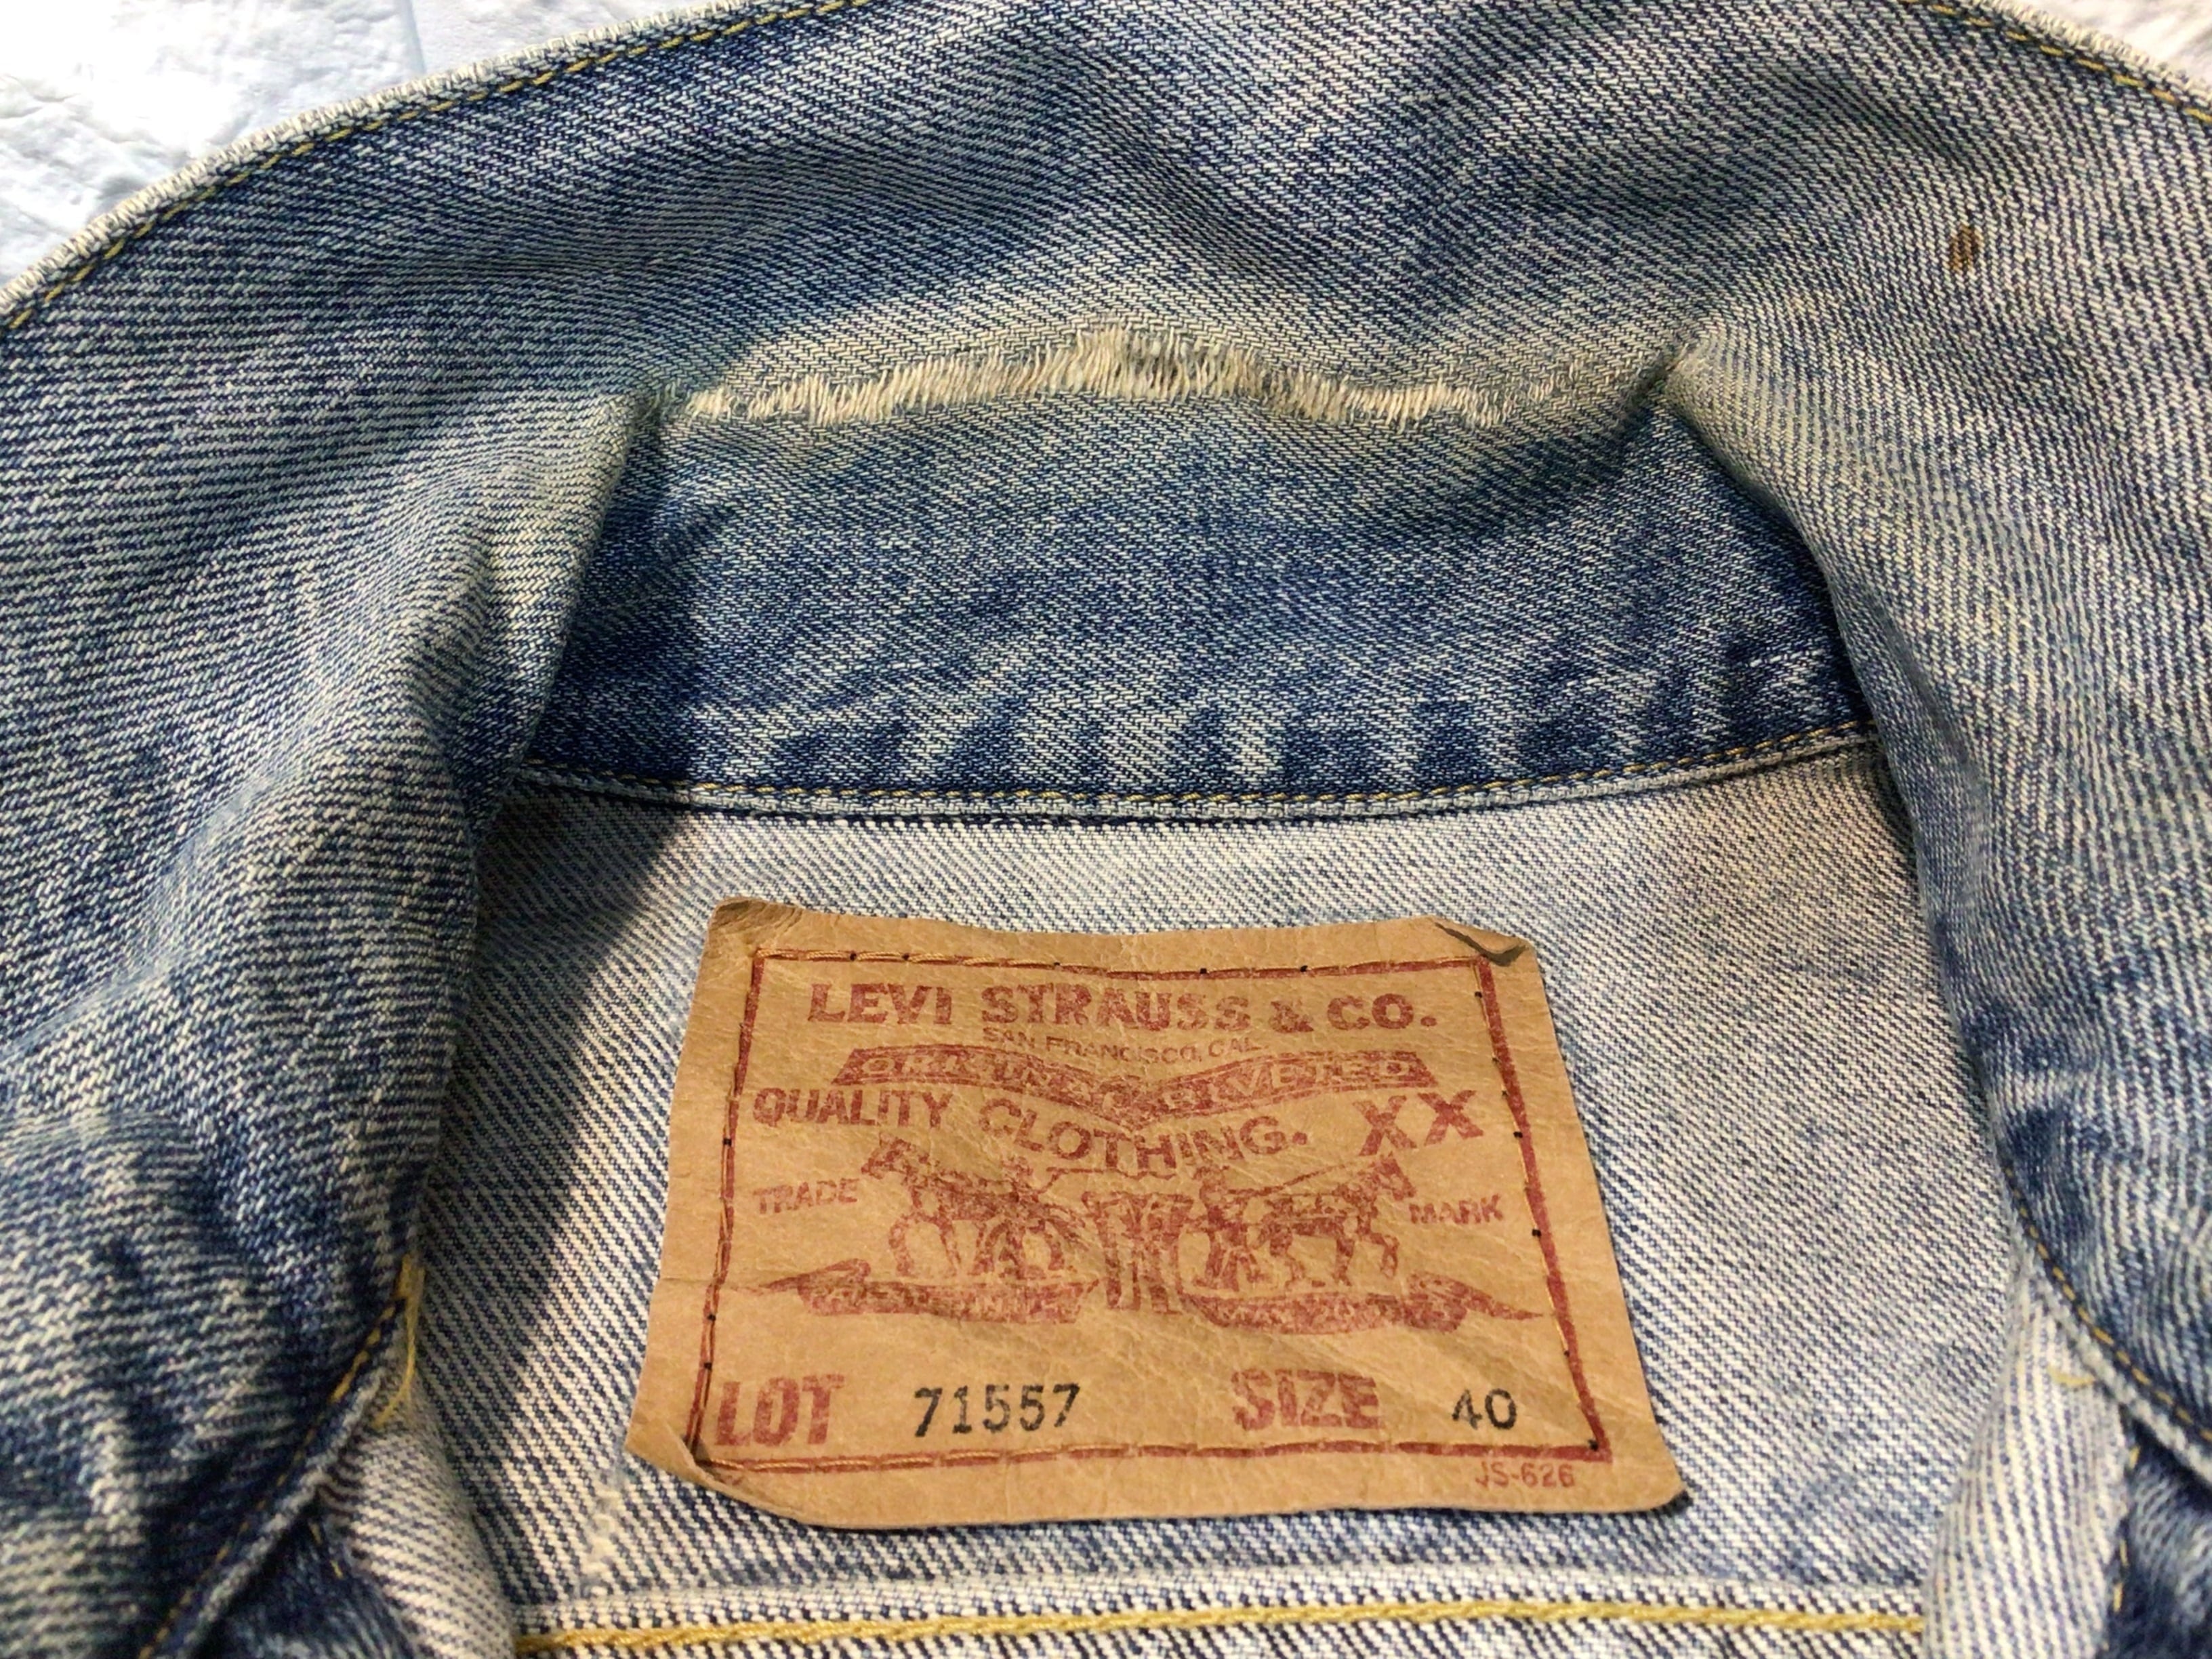 LEVI STRAUSS & CO.
SAN FRANCISCO, CAL.
ORIGINAL RIVETED
QUALITY CLOTHING. XX
TRADE MARK
LOT 71557 SIZE 40
JS-626